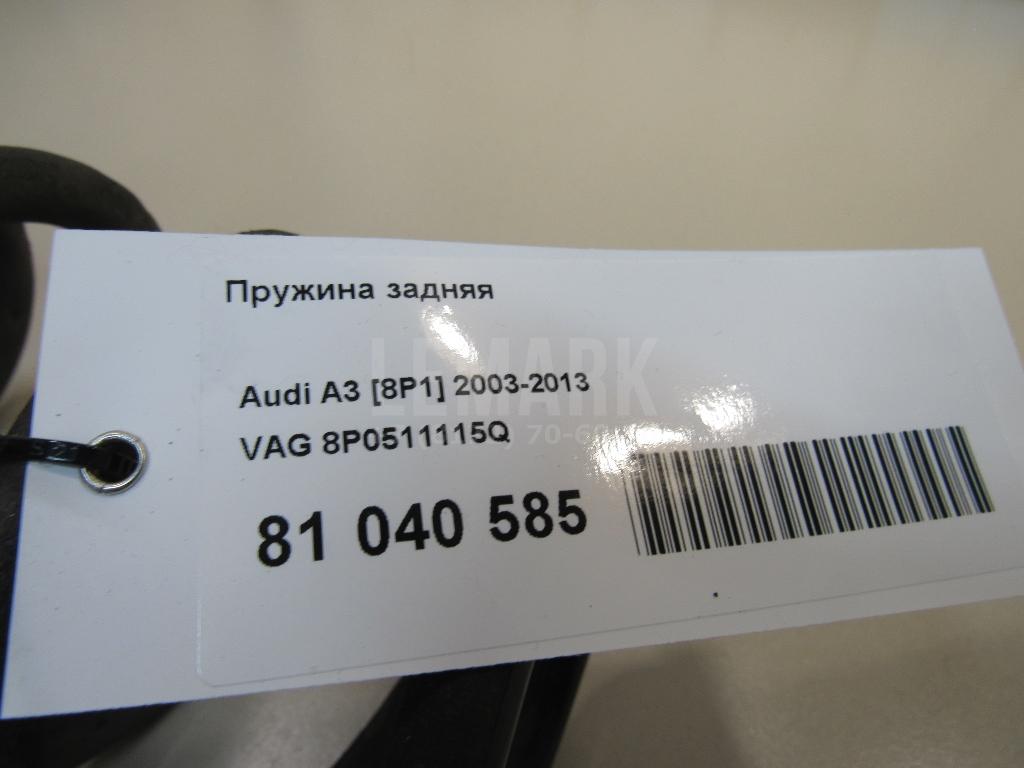 Пружина задняя
LEMARK
Audi A3 [8P1] 2003-2013
VAG 8P0511115Q
81 040 585